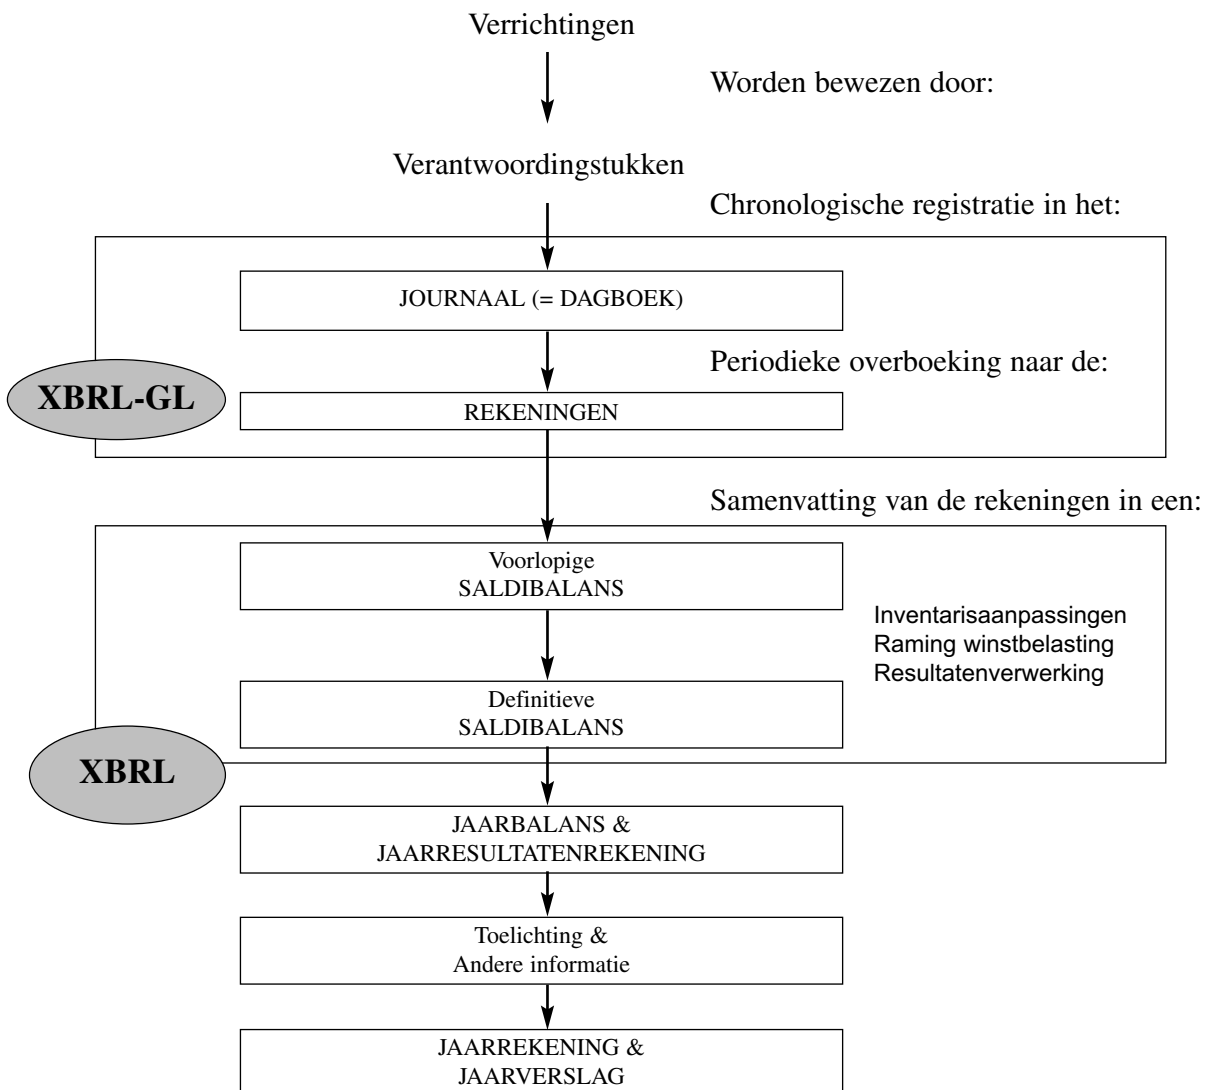 Verrichtingen
Worden bewezen door:
Verantwoordingstukken
Chronologische registratie in het:
JOURNAAL (= DAGBOEK)
Periodieke overboeking naar de:
XBRL-GL
REKENINGEN
Samenvatting van de rekeningen in een:
Voorlopige
SALDIBALANS
Inventarisaanpassingen
Raming winstbelasting
Resultatenverwerking
Definitieve
SALDIBALANS
XBRL
JAARBALANS &
JAARRESULTATENREKENING
Toelichting &
Andere informatie
JAARREKENING &
JAARVERSLAG